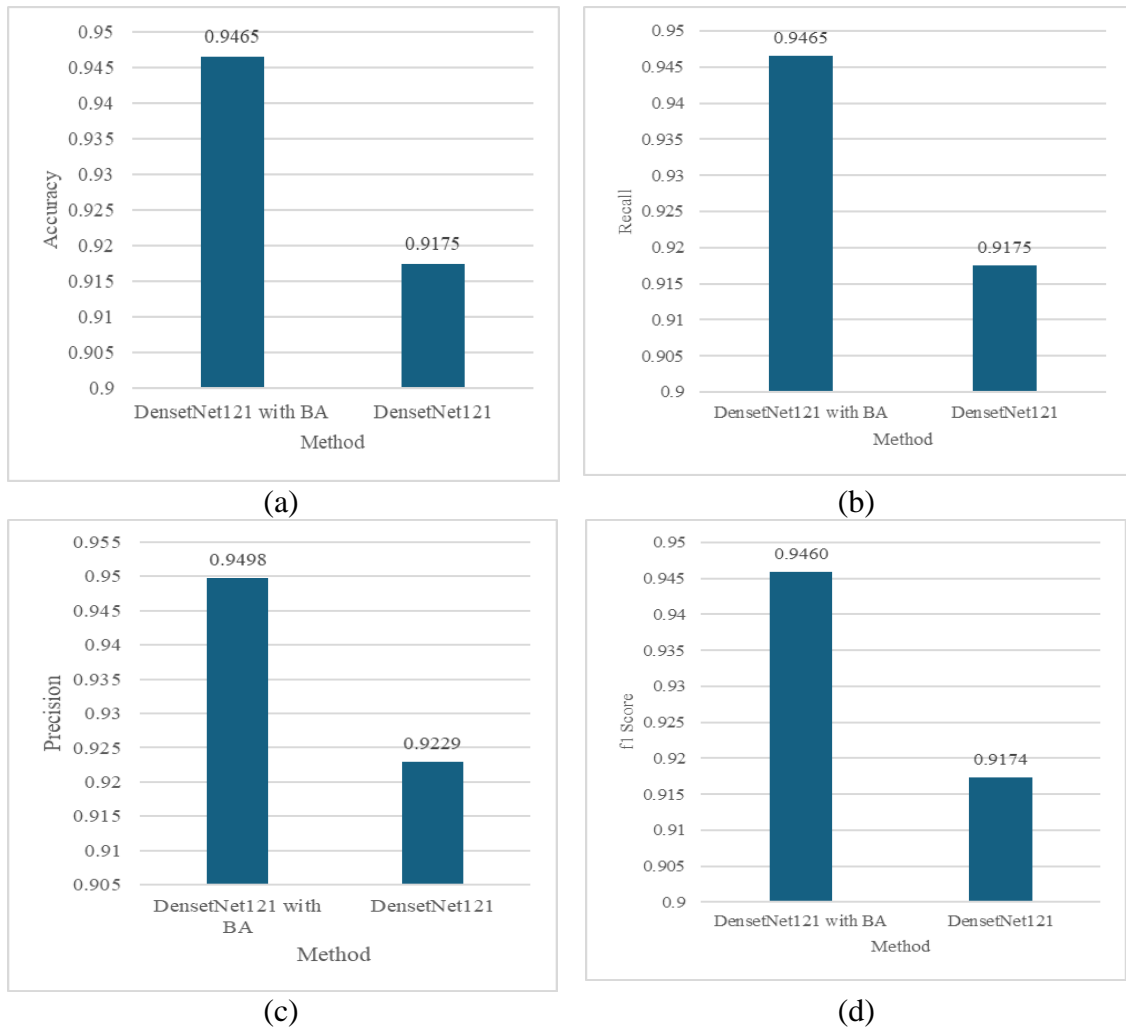 0.95
0.945
0.94
0.935
0.93
0.925
0.92
0.915
0.91
0.905
0.9
Accuracy
0.9465
0.9175
DensetNet121 with BA
DensetNet121
Method
(a)
0.95
0.945
0.94
0.935
0.93
0.925
0.92
0.915
0.91
0.905
0.9
Recall
0.9465
0.9175
DensetNet121 with BA
DensetNet121
Method
(b)
0.955
0.95
0.945
0.94
0.935
0.93
0.925
0.92
0.915
0.91
0.905
Precision
0.9498
0.9229
DensetNet121 with
BA
DensetNet121
Method
(c)
0.95
0.945
0.94
0.935
0.93
0.925
0.92
0.915
0.91
0.905
0.9
f1 Score
0.9460
0.9174
DensetNet121 with BA
DensetNet121
Method
(d)